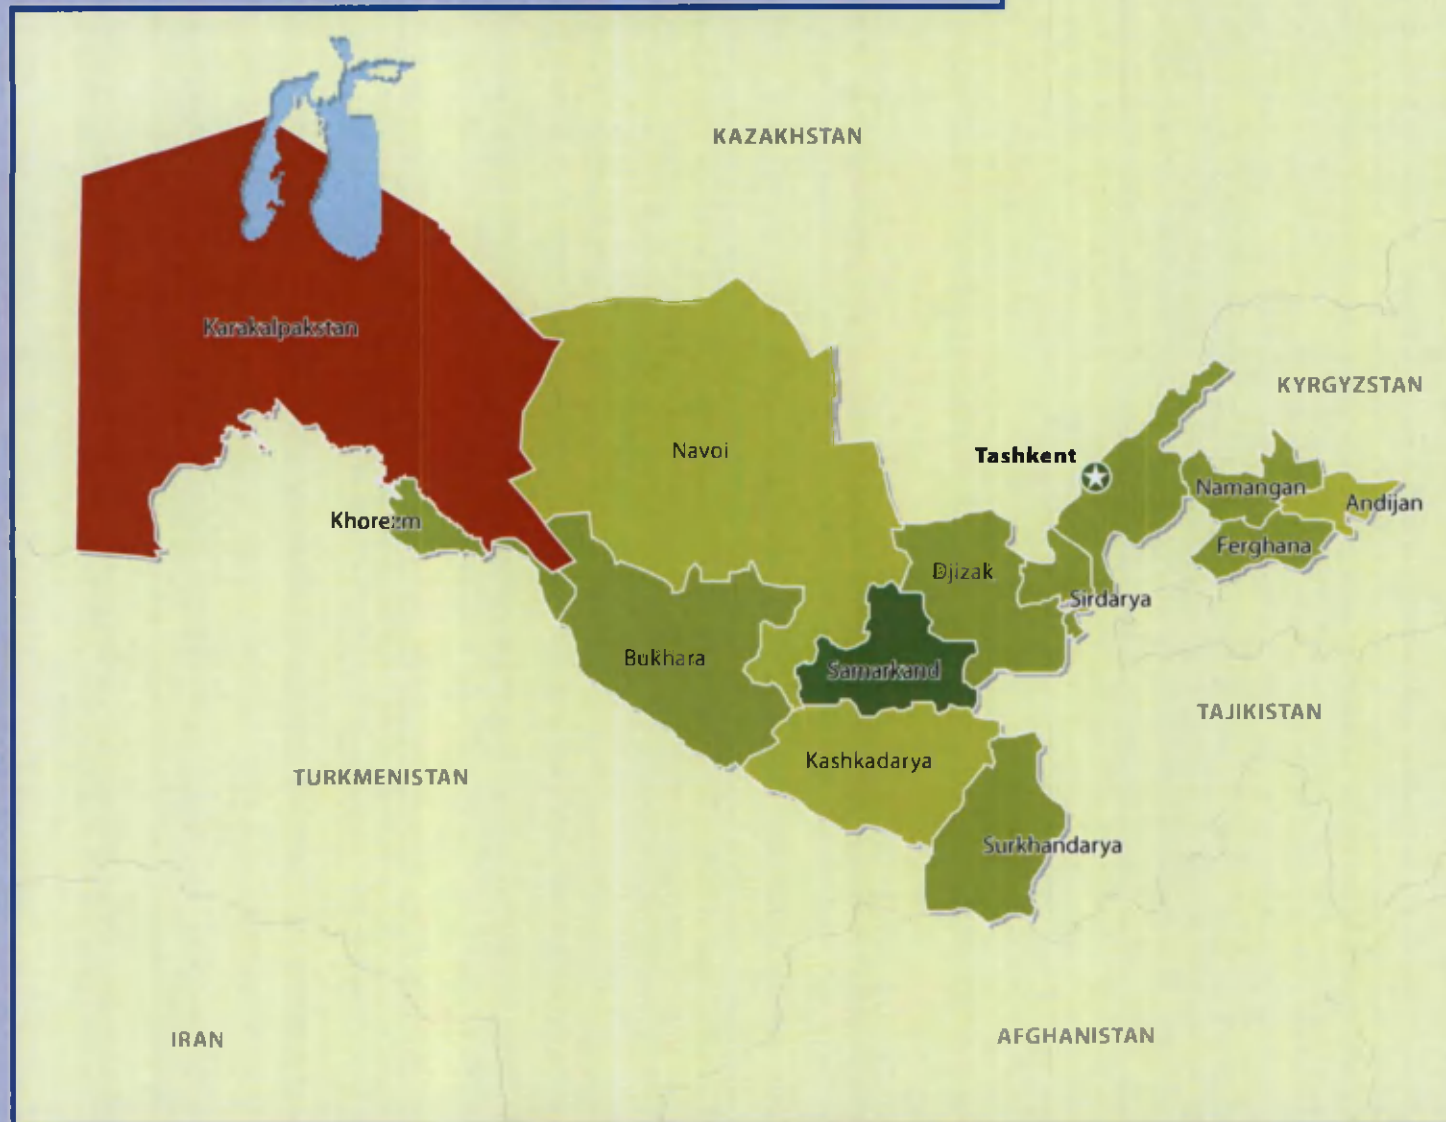 KAZAKHSTAN
Karakalpakstan
KYRGYZSTAN
Navoi
Tashkent
Namangan
Andijan
Khorezm
Ferghana
Djizak
Sirdarya
Bukhara
Samarkand
TAJIKISTAN
Kashkadarya
TURKMENISTAN
Surkhandarya
IRAN
AFGHANISTAN